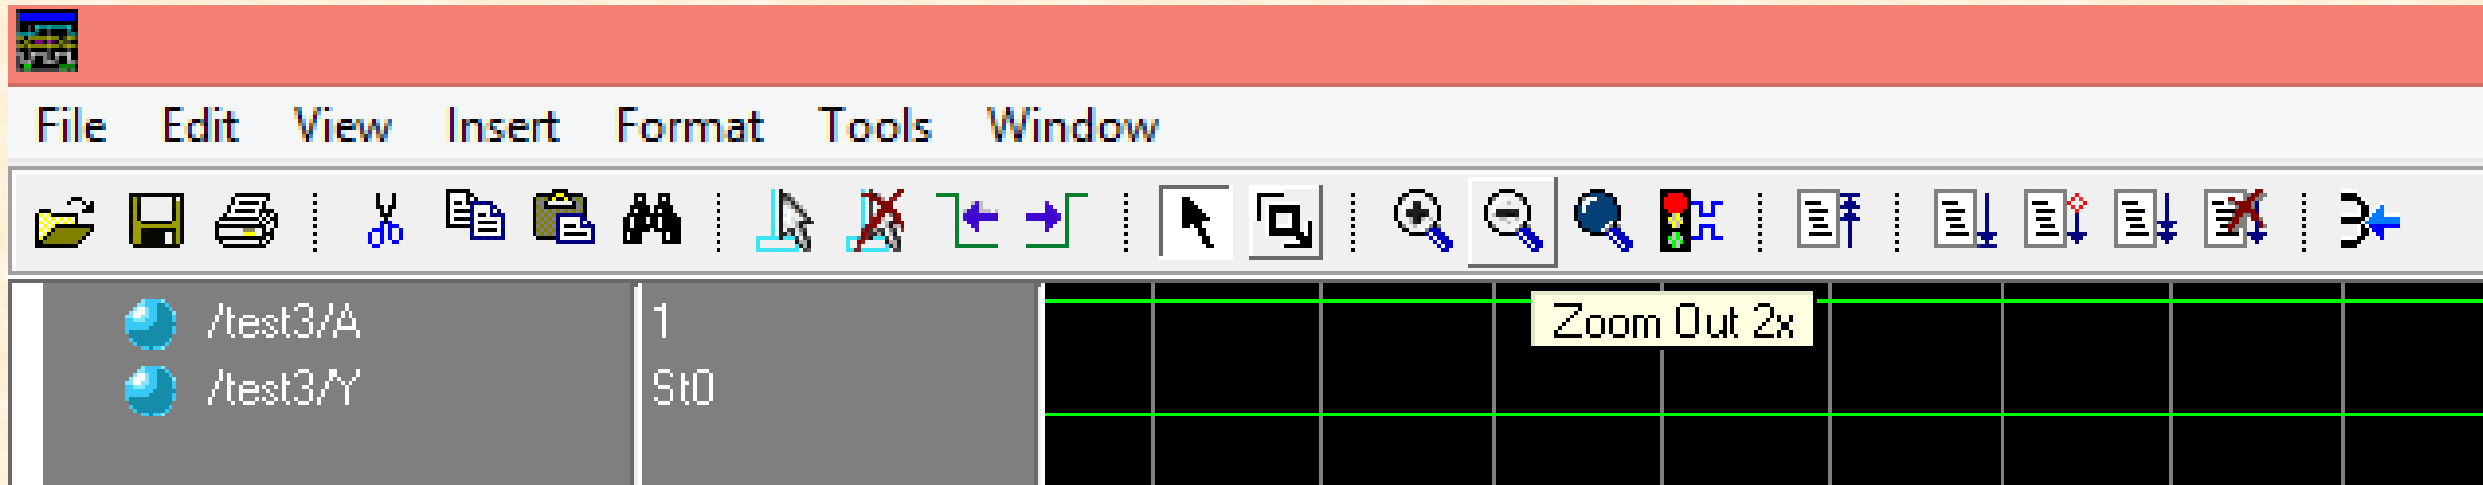 File Edit View Insert Format Tools Window
/test3/A 1
Zoom Out 2x
/test3/Y St0